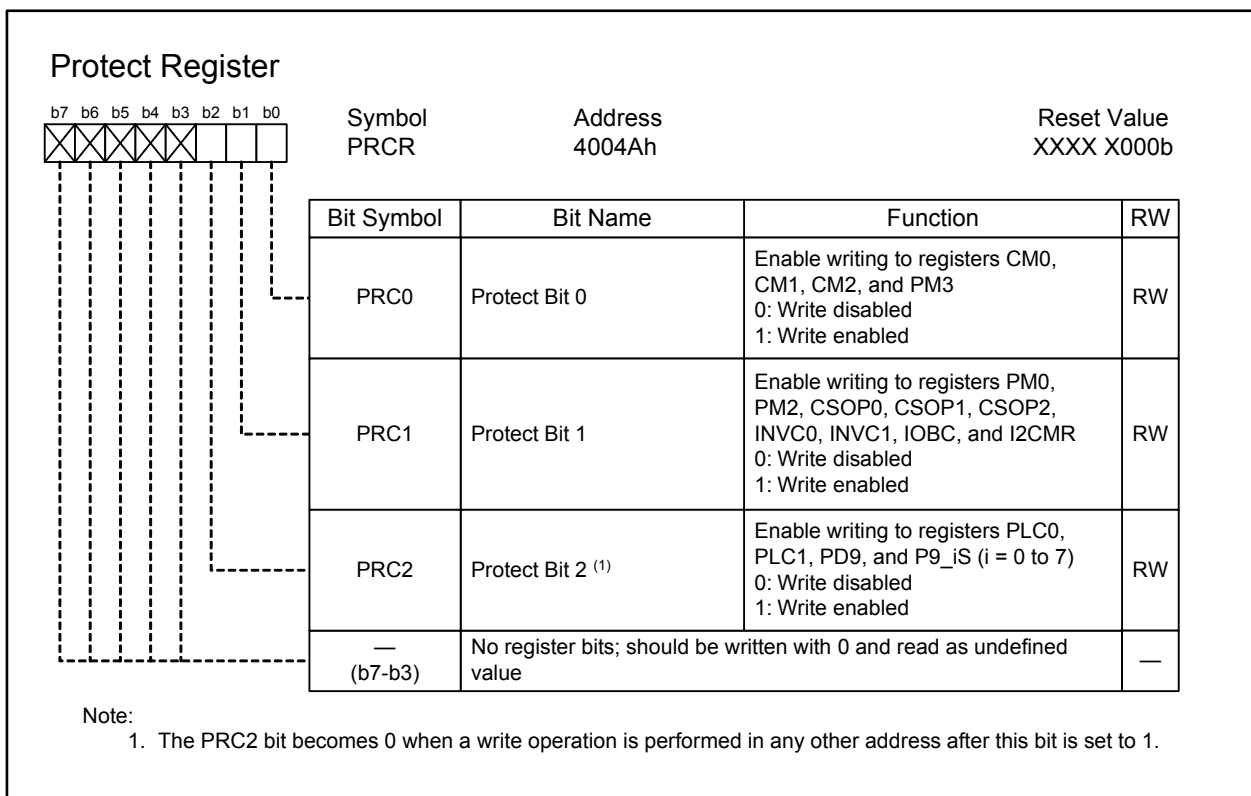 Protect Register
b7 b6 b5 b4 b3 b2 b1 b0
Symbol Address Reset Value
PRCR 4004Ah XXXX X000b
Bit Symbol Bit Name Function RW
PRC0 Protect Bit 0 Enable writing to registers CM0,
CM1, CM2, and PM3
0: Write disabled
1: Write enabled RW
PRC1 Protect Bit 1 Enable writing to registers PM0,
PM2, CSOP0, CSOP1, CSOP2,
INVC0, INVC1, IOBC, and I2CMR
0: Write disabled
1: Write enabled RW
PRC2 Protect Bit 2 (1) Enable writing to registers PLC0,
PLC1, PD9, and P9_iS (i = 0 to 7)
0: Write disabled
1: Write enabled RW
—
(b7-b3) No register bits; should be written with 0 and read as undefined
value —
Note:
1. The PRC2 bit becomes 0 when a write operation is performed in any other address after this bit is set to 1.